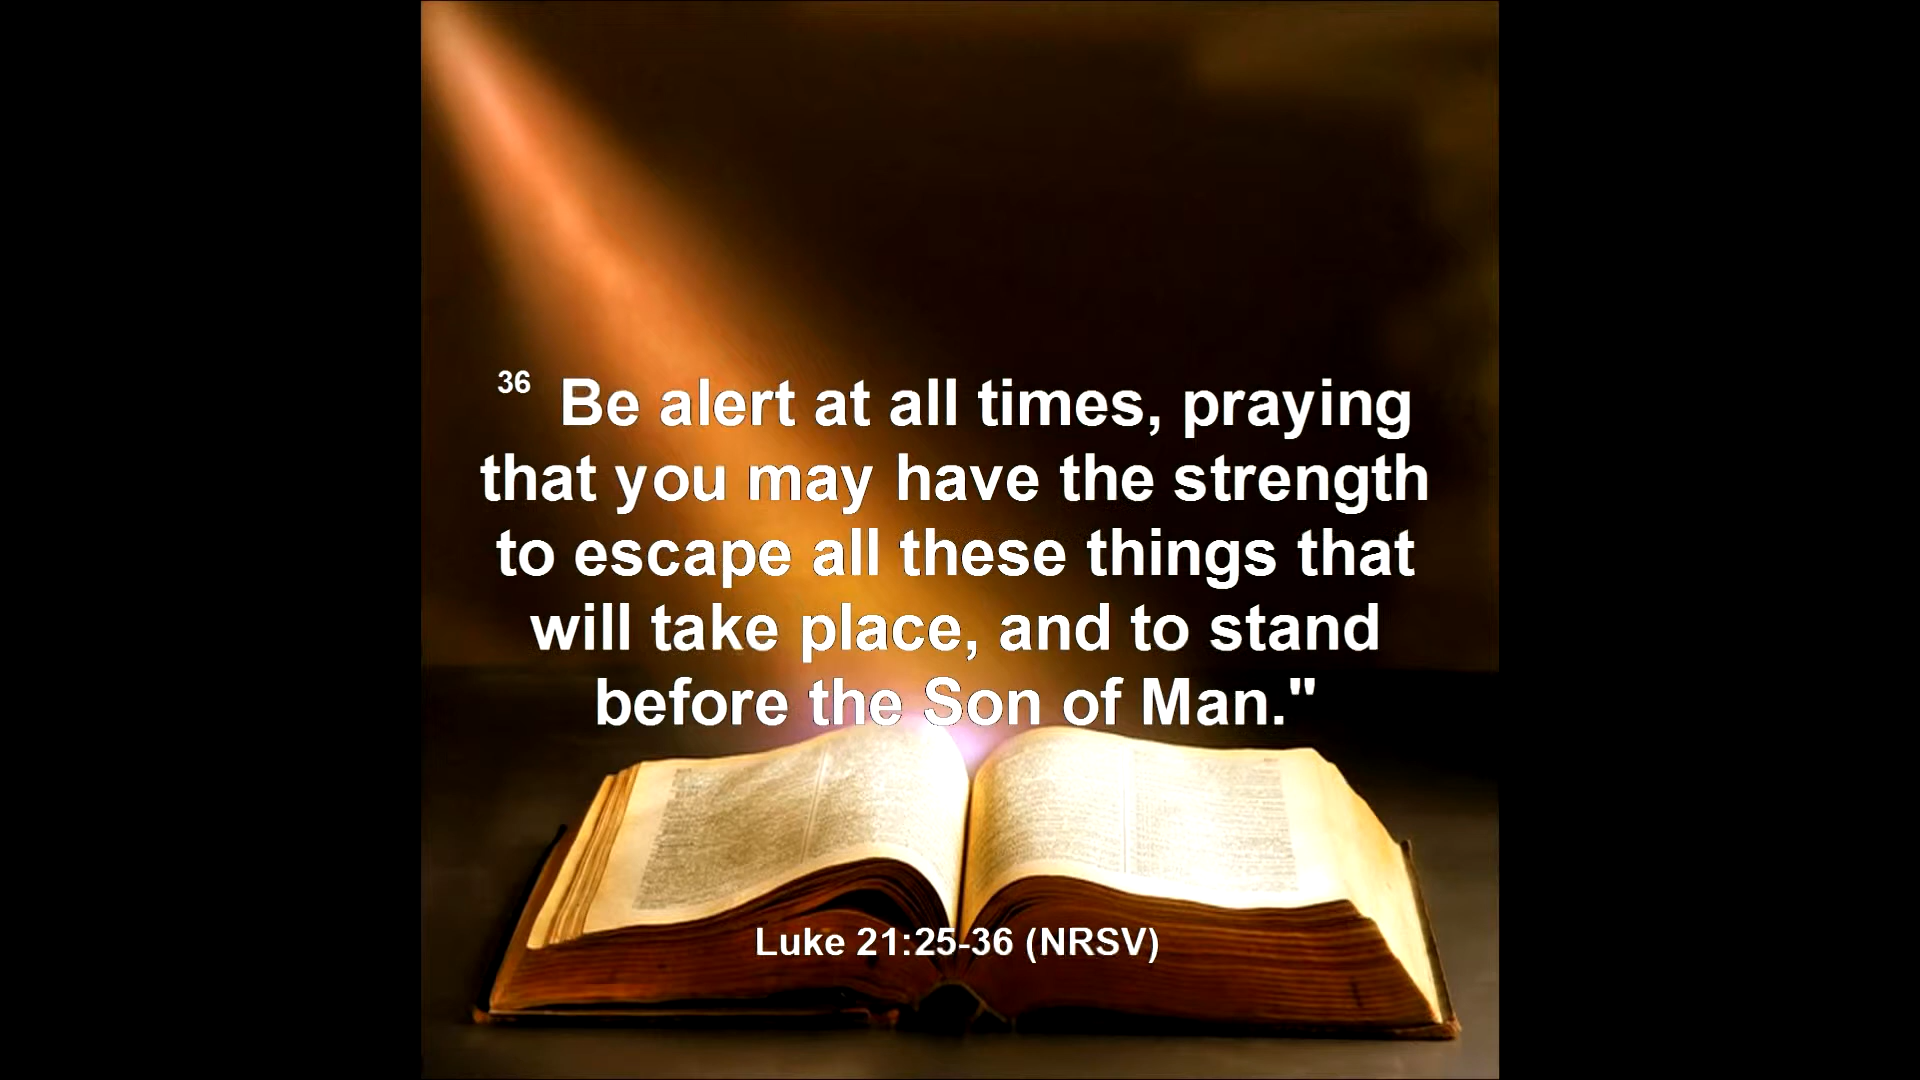 36 Be alert at all times, praying
that you may have the strength
to escape all these things that
will take place, and to stand
before the Son of Man."
Luke 21:25-36 (NRSV)